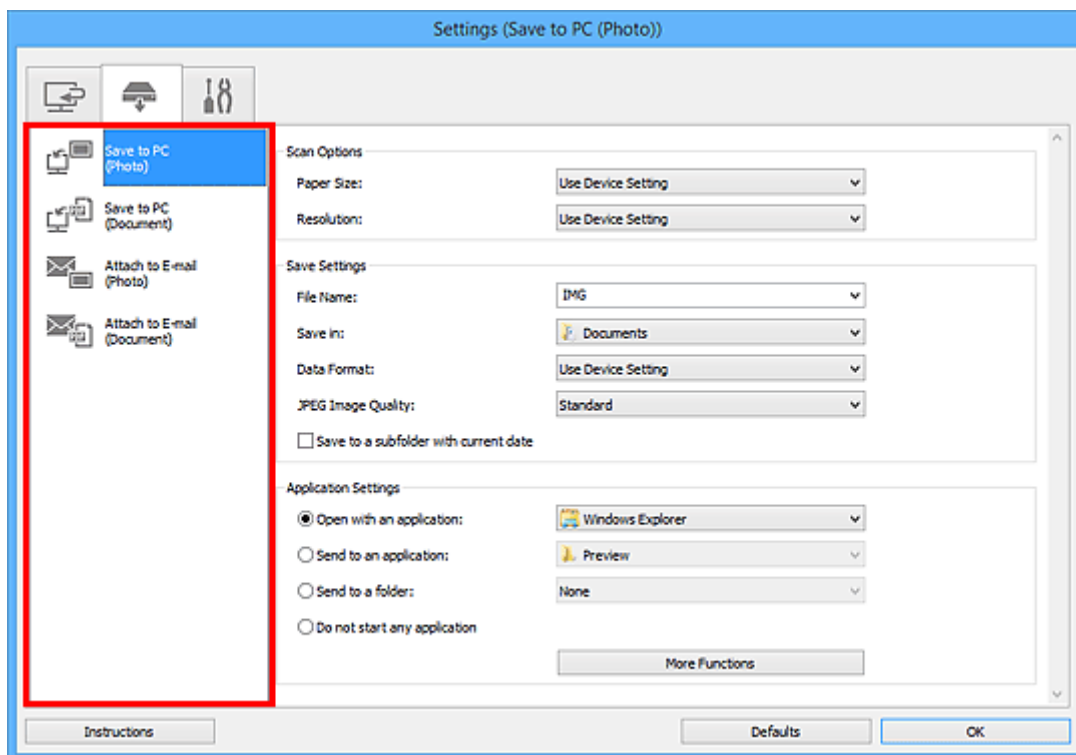 Settings (Save to PC (Photo))
Save to PC
(Photo)
Save to PC
(Document)
Attach to E-mail
(Photo)
Attach to E-mail
(Document)
Scan Options
Paper Size: Use Device Setting
Resolution: Use Device Setting
Save Settings
File Name: IMG
Save in: Documents
Data Format: Use Device Setting
JPEG Image Quality: Standard
Save to a subfolder with current date
Application Settings
Open with an application: Windows Explorer
Send to an application: Preview
Send to a folder: None
Do not start any application
More Functions
Instructions Defaults OK